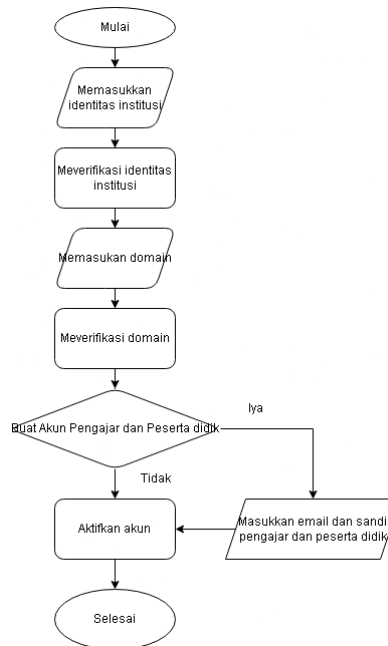 Mulai
Memasukkan
identitas institusi
Meverifikasi identitas
institusi
Memasukan domain
Meverifikasi domain
Buat Akun Pengajar dan Peserta didik
Iya
Tidak
Aktifkan akun
Masukkan email dan sandi
pengajar dan peserta didik
Selesai